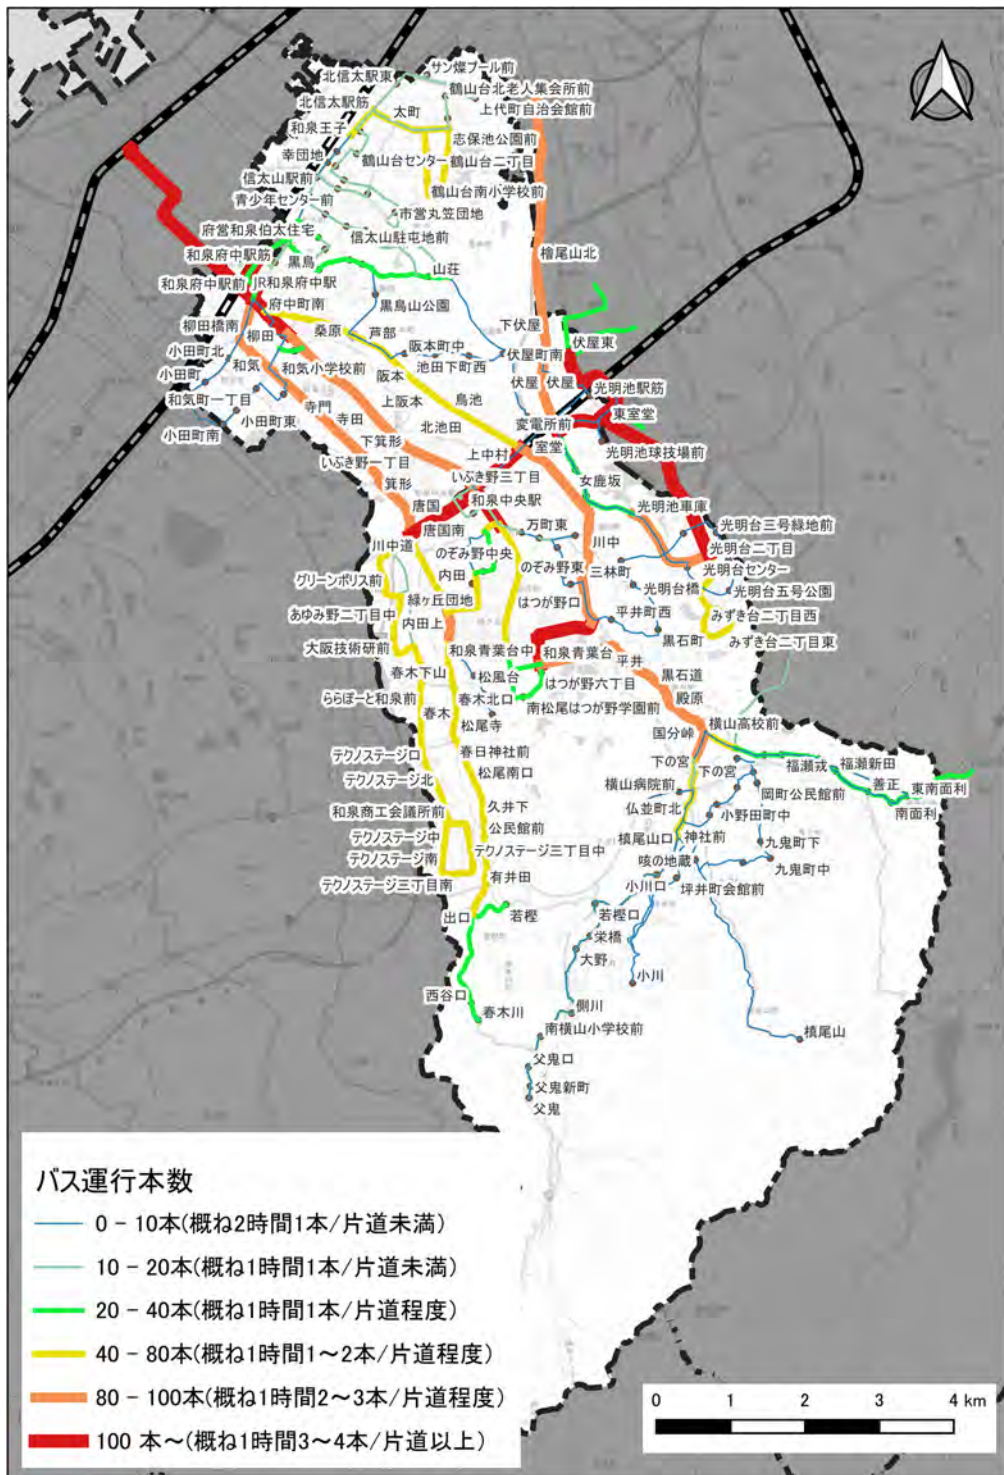 サン燦プール前
北信太駅東
鶴山台北老人集会所前
北信太駅筋
太町
上代町自治会館前
和泉王子
志保池公園前
幸団地
鶴山台センター
鶴山台二丁目
信太山駅前
鶴山台南小学校前
青少年センター前
市営丸笠団地
府営和泉伯太住宅
信太山駐屯地前
檜尾山北
和泉府中駅筋
黒鳥
山荘
和泉府中駅前
JR和泉府中駅
黒鳥山公園
府中町南
下伏屋
柳田橋南
柳田
桑原
芦部
阪本町中
伏屋町南
伏屋東
小田町北
和気
和気小学校前
池田下町西
小田町
阪本
伏屋
伏屋
光明池駅筋
和気町一丁目
寺門
上阪本
鳥池
東室堂
小田町東
寺田
北池田
変電所前
小田町南
下箕形
上中村
室堂
光明池球技場前
いぶき野一丁目
いぶき野三丁目
女鹿坂
箕形
唐国
和泉中央駅
光明池車庫
唐国南
万町東
光明台三号緑地前
川中道
のぞみ野中央
川中
光明台二丁目
グリーンポリス前
内田
のぞみ野東
三林町
光明台センター
光明台橋
光明台五号公園
あゆみ野二丁目中
緑ヶ丘団地
はつが野口
平井町西
みずき台二丁目西
内田上
黒石町
みずき台二丁目東
大阪技術研前
和泉青葉台中
和泉青葉台
平井
春木下山
松風台
はつが野六丁目
黒石道
ららぽーと和泉前
春木
春木北口
南松尾はつが野学園前
殿原
松尾寺
国分峠
横山高校前
テクノステージ口
春日神社前
下の宮
下の宮
福瀬戎
福瀬新田
テクノステージ北
松尾南口
横山病院前
岡町公民館前
善正
東南面利
和泉商工会議所前
久井下
仏並町北
小野田町中
南面利
テクノステージ中
公民館前
槙尾山口
神社前
九鬼町下
テクノステージ南
テクノステージ三丁目中
咳の地蔵
九鬼町中
テクノステージ三丁目南
有井田
小川口
坪井町会館前
出口
若樫
若樫口
栄橋
大野
小川
西谷口
春木川
側川
南横山小学校前
槙尾山
父鬼口
父鬼新町
父鬼
バス運行本数
0 - 10本(概ね2時間1本/片道未満)
10 - 20本(概ね1時間1本/片道未満)
20 - 40本(概ね1時間1本/片道程度)
40 - 80本(概ね1時間1～2本/片道程度)
80 - 100本(概ね1時間2～3本/片道程度)
100 本～(概ね1時間3～4本/片道以上)
0 1 2 3 4 km